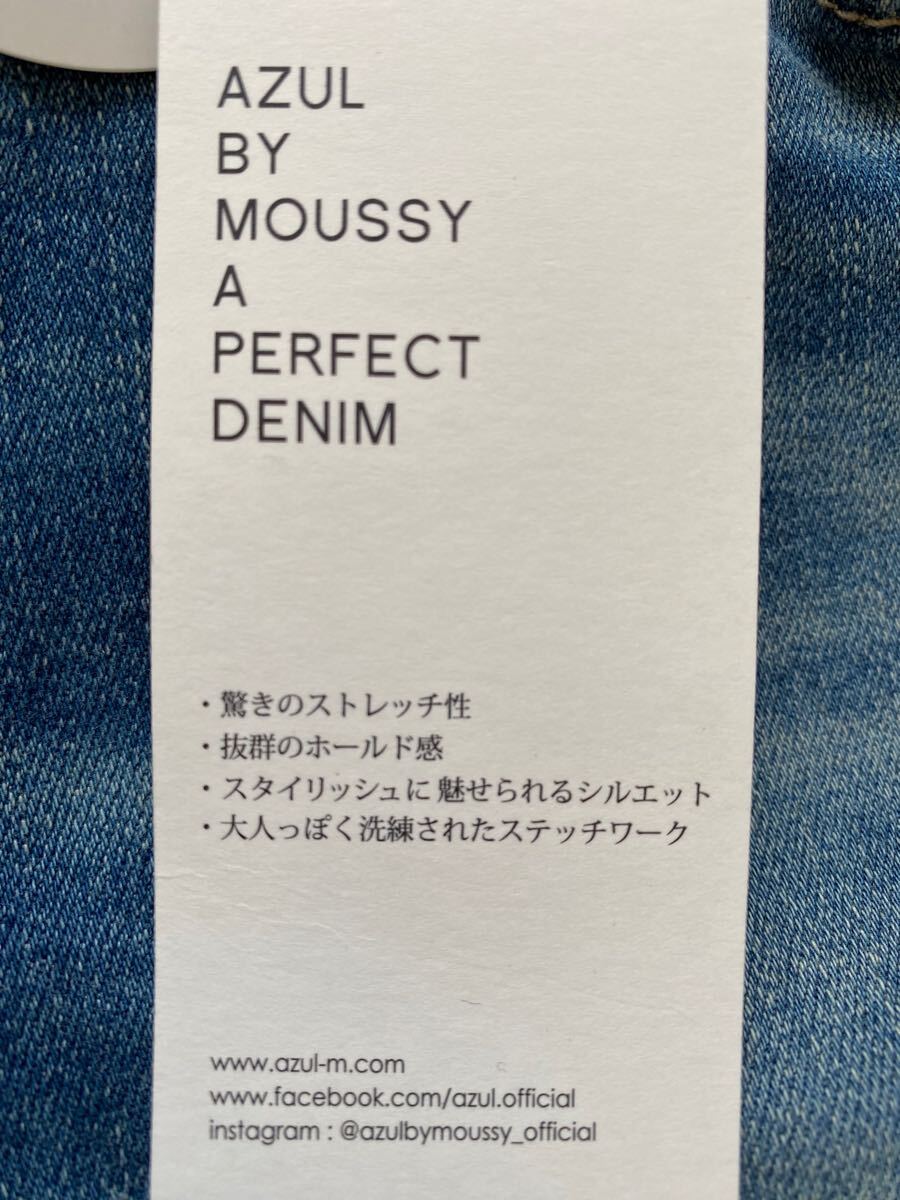 AZUL
BY
MOUSSY
A
PERFECT
DENIM
・驚きのストレッチ性
・抜群のホールド感
・スタイリッシュに魅せられるシルエット
・大人っぽく洗練されたステッチワーク
www.azul-m.com
www.facebook.com/azul.official
instagram : @azulbymoussy_official